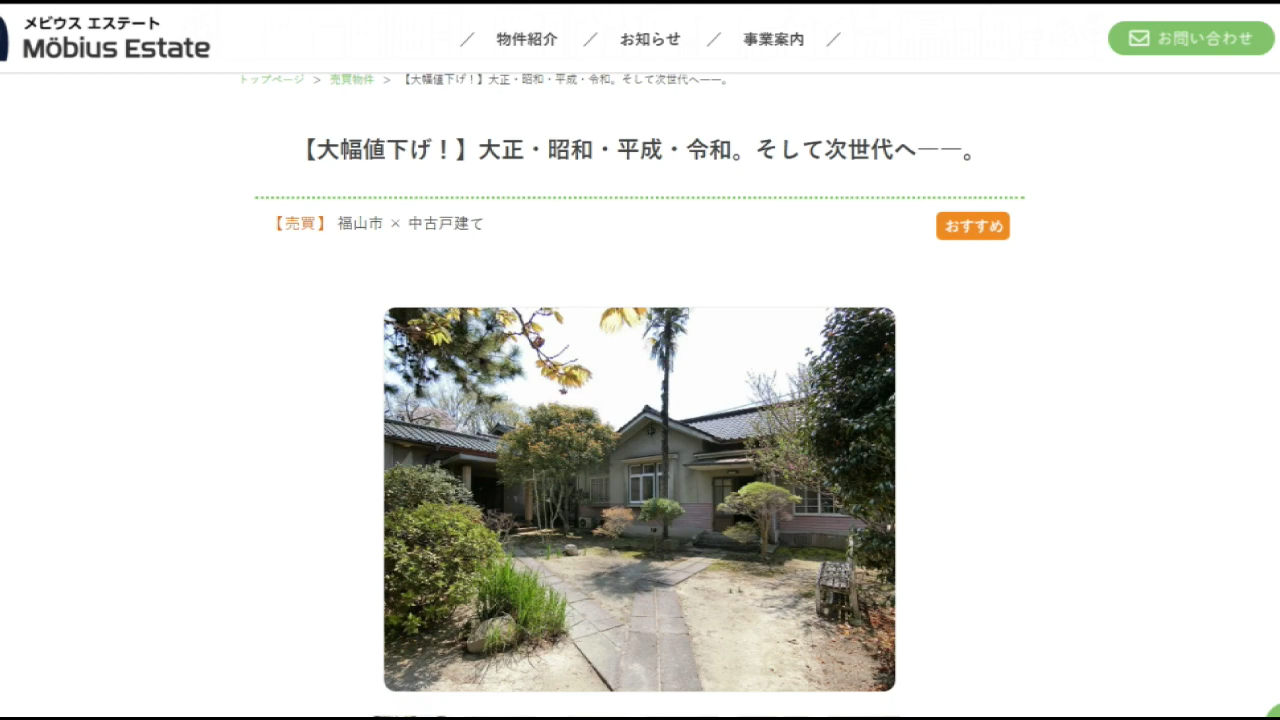 メビウス エステート
Möbius Estate
／ 物件紹介 ／ お知らせ ／ 事業案内 ／
お問い合わせ
トップページ > 売買物件 > 【大幅値下げ！】大正・昭和・平成・令和。そして次世代へ――。
【大幅値下げ！】大正・昭和・平成・令和。そして次世代へ――。
【売買】 福山市 × 中古戸建て
おすすめ